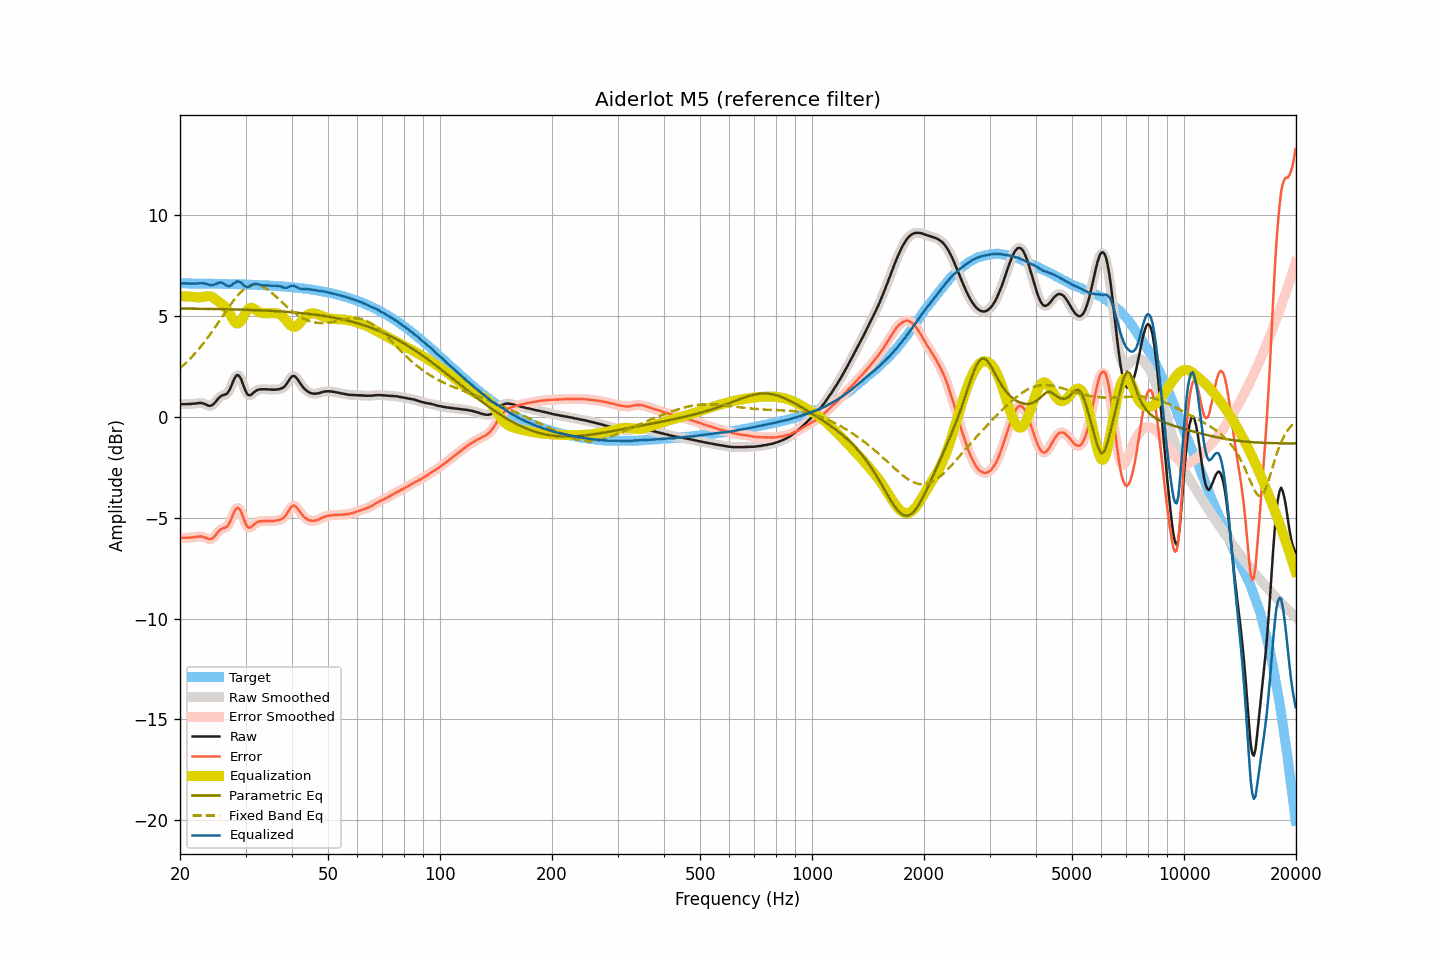 Aiderlot M5 (reference filter)
Amplitude (dBr)
10
5
0
−5
−10
−15
−20
Target
Raw Smoothed
Error Smoothed
Raw
Error
Equalization
Parametric Eq
Fixed Band Eq
Equalized
20 50 100 200 500 1000 2000 5000 10000 20000
Frequency (Hz)